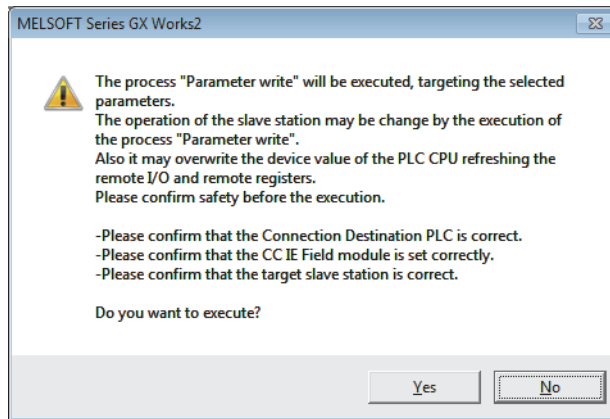 MELSOFT Series GX Works2
The process "Parameter write" will be executed, targeting the selected
parameters.
The operation of the slave station may be change by the execution of
the process "Parameter write".
Also it may overwrite the device value of the PLC CPU refreshing the
remote I/O and remote registers.
Please confirm safety before the execution.
-Please confirm that the Connection Destination PLC is correct.
-Please confirm that the CC IE Field module is set correctly.
-Please confirm that the target slave station is correct.
Do you want to execute?
Yes
No